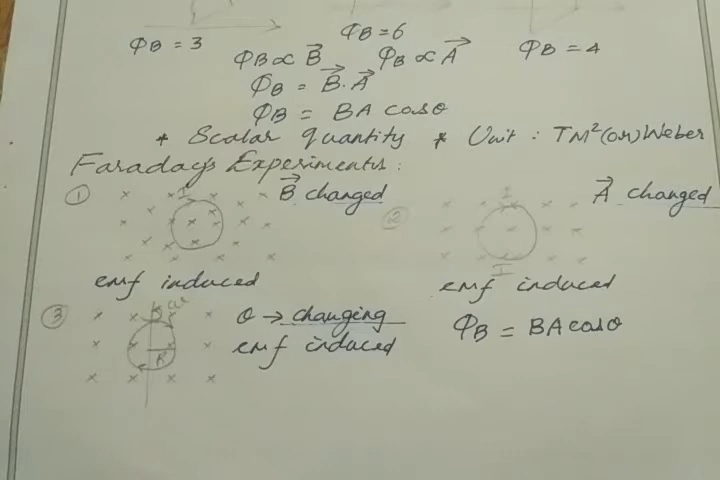 ΦB = 3
ΦB = 6
ΦB = 4
ΦB ∝ B⃗ ΦB ∝ A⃗
ΦB = B⃗ . A⃗
ΦB = BA cosθ
* Scalar quantity * Unit : TM² (or) Weber
Faradays Experiments :
① I B⃗ changed
② I A⃗ changed
I
emf induced
emf induced
③ θ → changing
emf induced
ΦB = BA cosθ